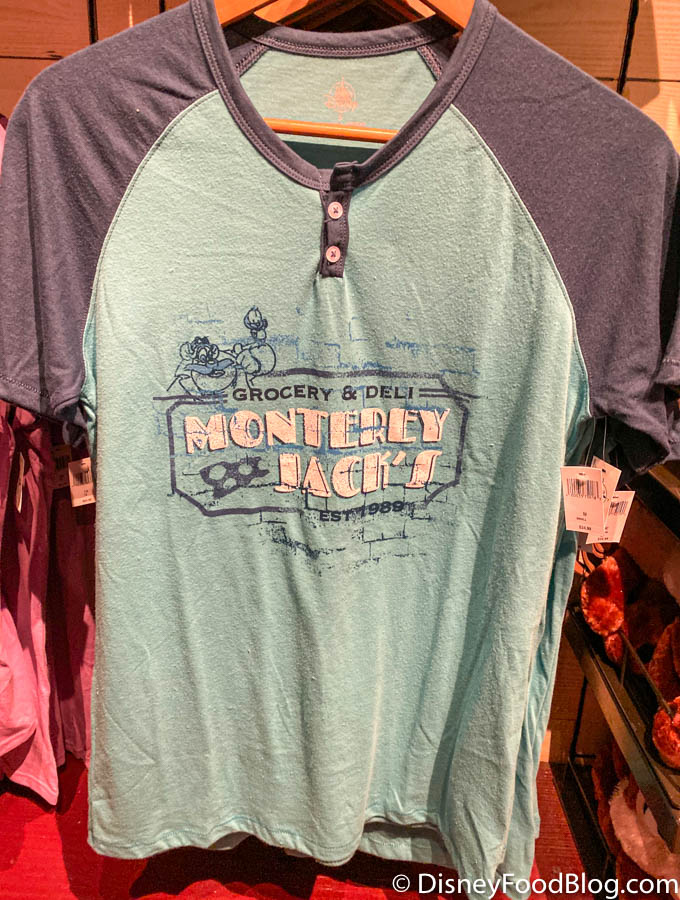 GROCERY & DELI
MONTEREY
JACK'S
EST 1989
© DisneyFoodBlog.com